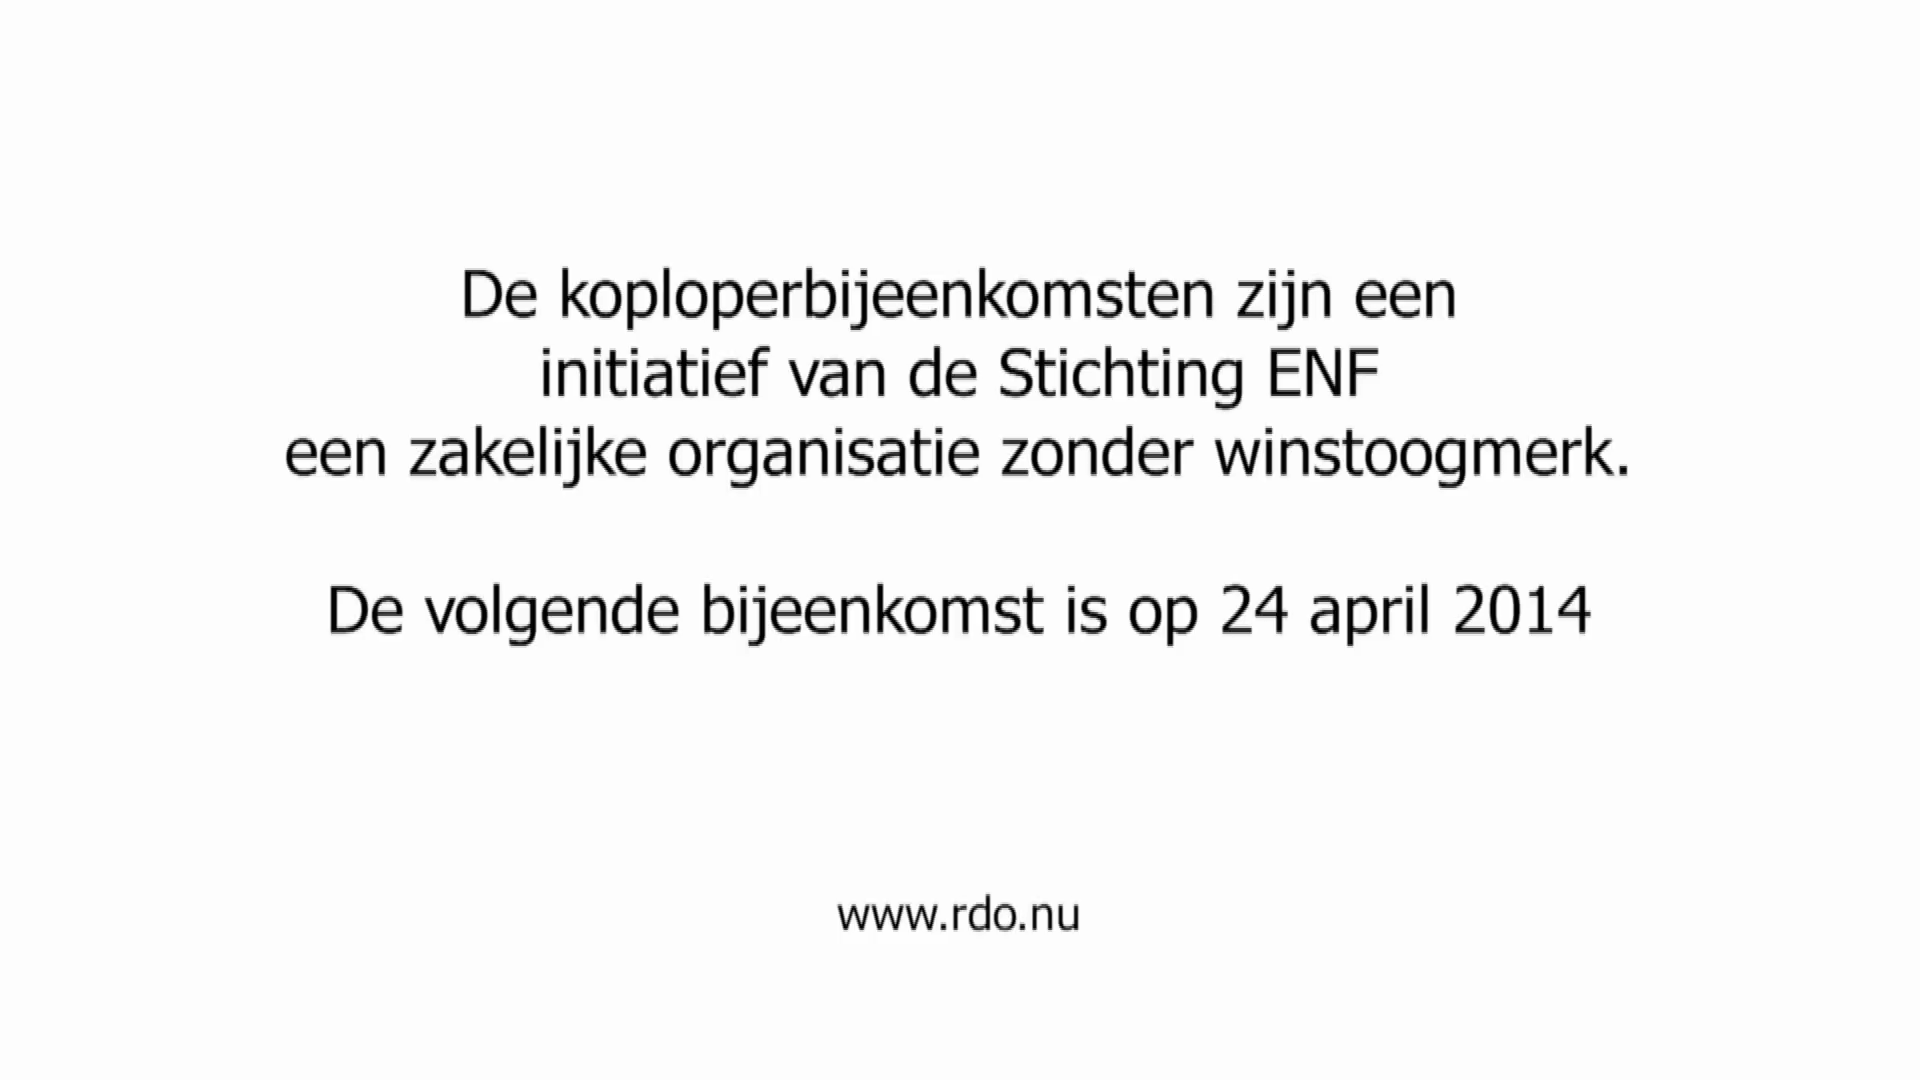 De koploperbijeenkomsten zijn een
initiatief van de Stichting ENF
een zakelijke organisatie zonder winstoogmerk.
De volgende bijeenkomst is op 24 april 2014
www.rdo.nu